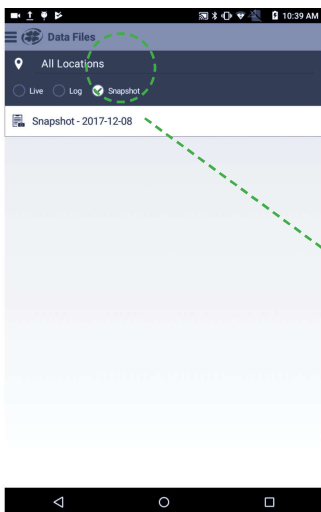 10:39 AM
Data Files
All Locations
Live Log Snapshot
Snapshot - 2017-12-08